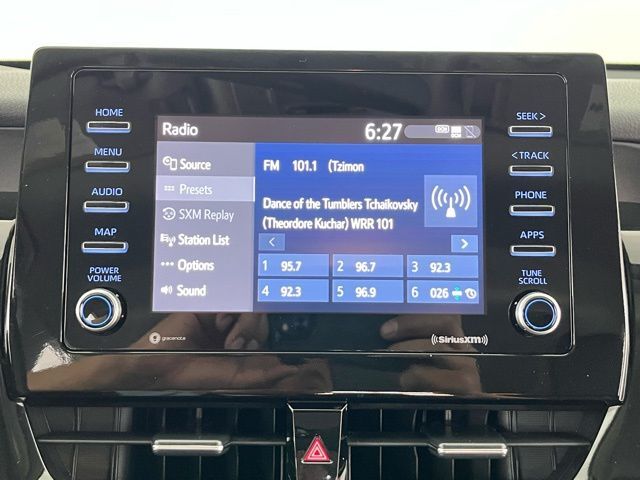 HOME
MENU
AUDIO
MAP
POWER
VOLUME
Radio
6:27
DCM
Source
Presets
SXM Replay
Station List
Options
Sound
FM 101.1 (Tzimon
Dance of the Tumblers Tchaikovsky
(Theordore Kuchar) WRR 101
< >
1 95.7 2 96.7 3 92.3
4 92.3 5 96.9 6 026
SEEK >
< TRACK
PHONE
APPS
TUNE
SCROLL
gracenote
((SiriusXM))